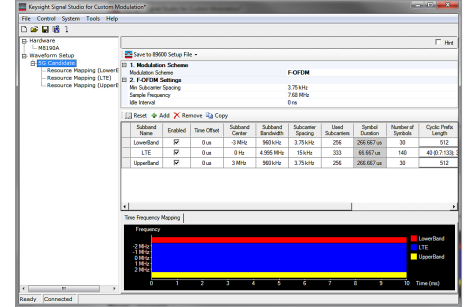 Keysight Signal Studio for Custom Modulation*
File Control System Tools Help
Hardware
M8190A
Waveform Setup
5G Candidate
Resource Mapping (LowerE
Resource Mapping (LTE)
Resource Mapping (UpperE
Hint
Save to 89600 Setup File
1. Modulation Scheme
Modulation Scheme F-OFDM
2. F-OFDM Settings
Min Subcarrier Spacing 3.75 kHz
Sample Frequency 7.68 MHz
Idle Interval 0 ns
Reset Add Remove Copy
Subband Name Enabled Time Offset Subband Center Subband Bandwidth Subcarrier Spacing Used Subcarriers Symbol Duration Number of Symbols Cyclic Prefix Length
LowerBand 0 us -3 MHz 960 kHz 3.75 kHz 256 266.667 us 30 512
LTE 0 us 0 Hz 4.995 MHz 15 kHz 333 66.667 us 140 40 (0:7:133);
UpperBand 0 us 3 MHz 960 kHz 3.75 kHz 256 266.667 us 30 512
Time Frequency Mapping
Frequency
LowerBand
-2 MHz
LTE
-1 MHz
0 MHz
UpperBand
1 MHz
2 MHz
0 1 2 3 4 5 6 7 8 9 10 Time (ms)
Ready Connected